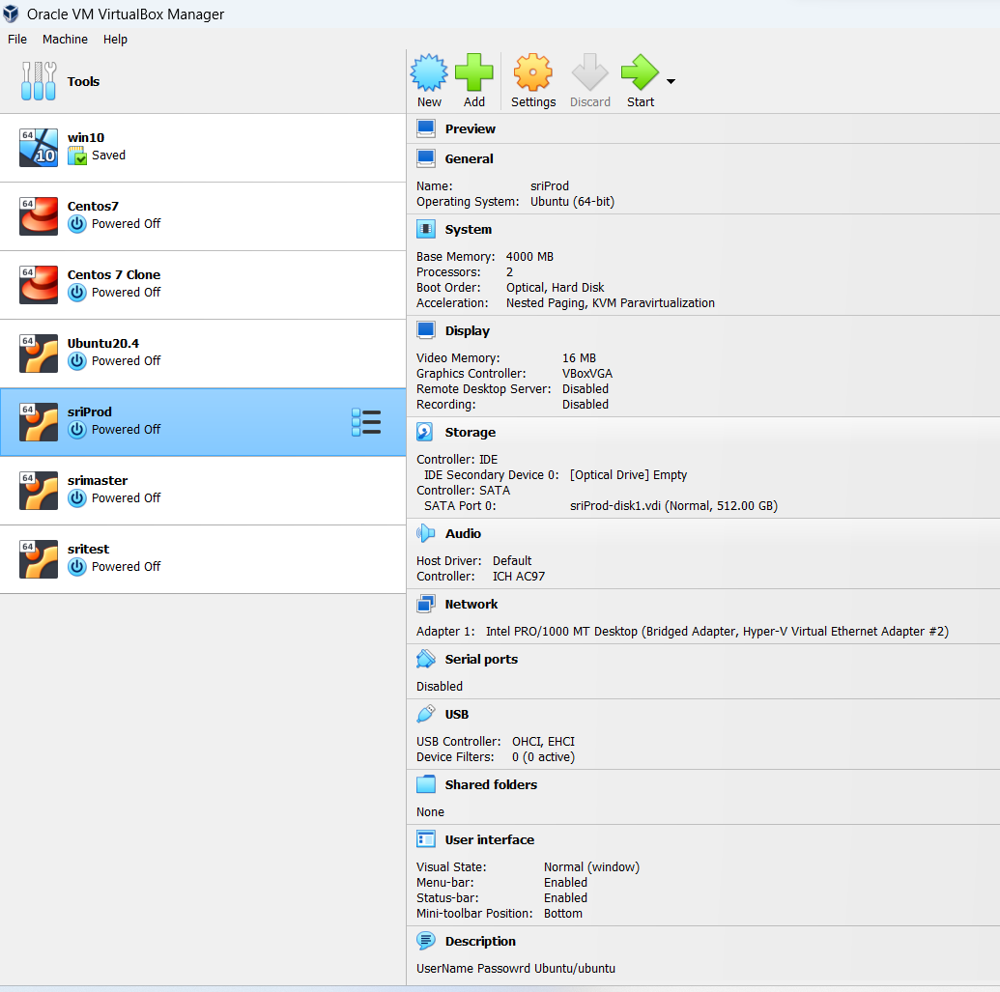 Oracle VM VirtualBox Manager
File Machine Help
Tools
New Add Settings Discard Start
64 10 win10
Saved
64 Centos7
Powered Off
64 Centos 7 Clone
Powered Off
64 Ubuntu20.4
Powered Off
64 sriProd
Powered Off
64 srimaster
Powered Off
64 sritest
Powered Off
Preview
General
Name: sriProd
Operating System: Ubuntu (64-bit)
System
Base Memory: 4000 MB
Processors: 2
Boot Order: Optical, Hard Disk
Acceleration: Nested Paging, KVM Paravirtualization
Display
Video Memory: 16 MB
Graphics Controller: VBoxVGA
Remote Desktop Server: Disabled
Recording: Disabled
Storage
Controller: IDE
IDE Secondary Device 0: [Optical Drive] Empty
Controller: SATA
SATA Port 0: sriProd-disk1.vdi (Normal, 512.00 GB)
Audio
Host Driver: Default
Controller: ICH AC97
Network
Adapter 1: Intel PRO/1000 MT Desktop (Bridged Adapter, Hyper-V Virtual Ethernet Adapter #2)
Serial ports
Disabled
USB
USB Controller: OHCI, EHCI
Device Filters: 0 (0 active)
Shared folders
None
User interface
Visual State: Normal (window)
Menu-bar: Enabled
Status-bar: Enabled
Mini-toolbar Position: Bottom
Description
UserName Passowrd Ubuntu/ubuntu